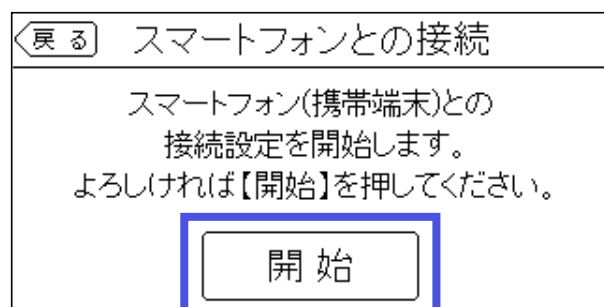 戻る スマートフォンとの接続
スマートフォン(携帯端末)との
接続設定を開始します。
よろしければ【開始】を押してください。
開始